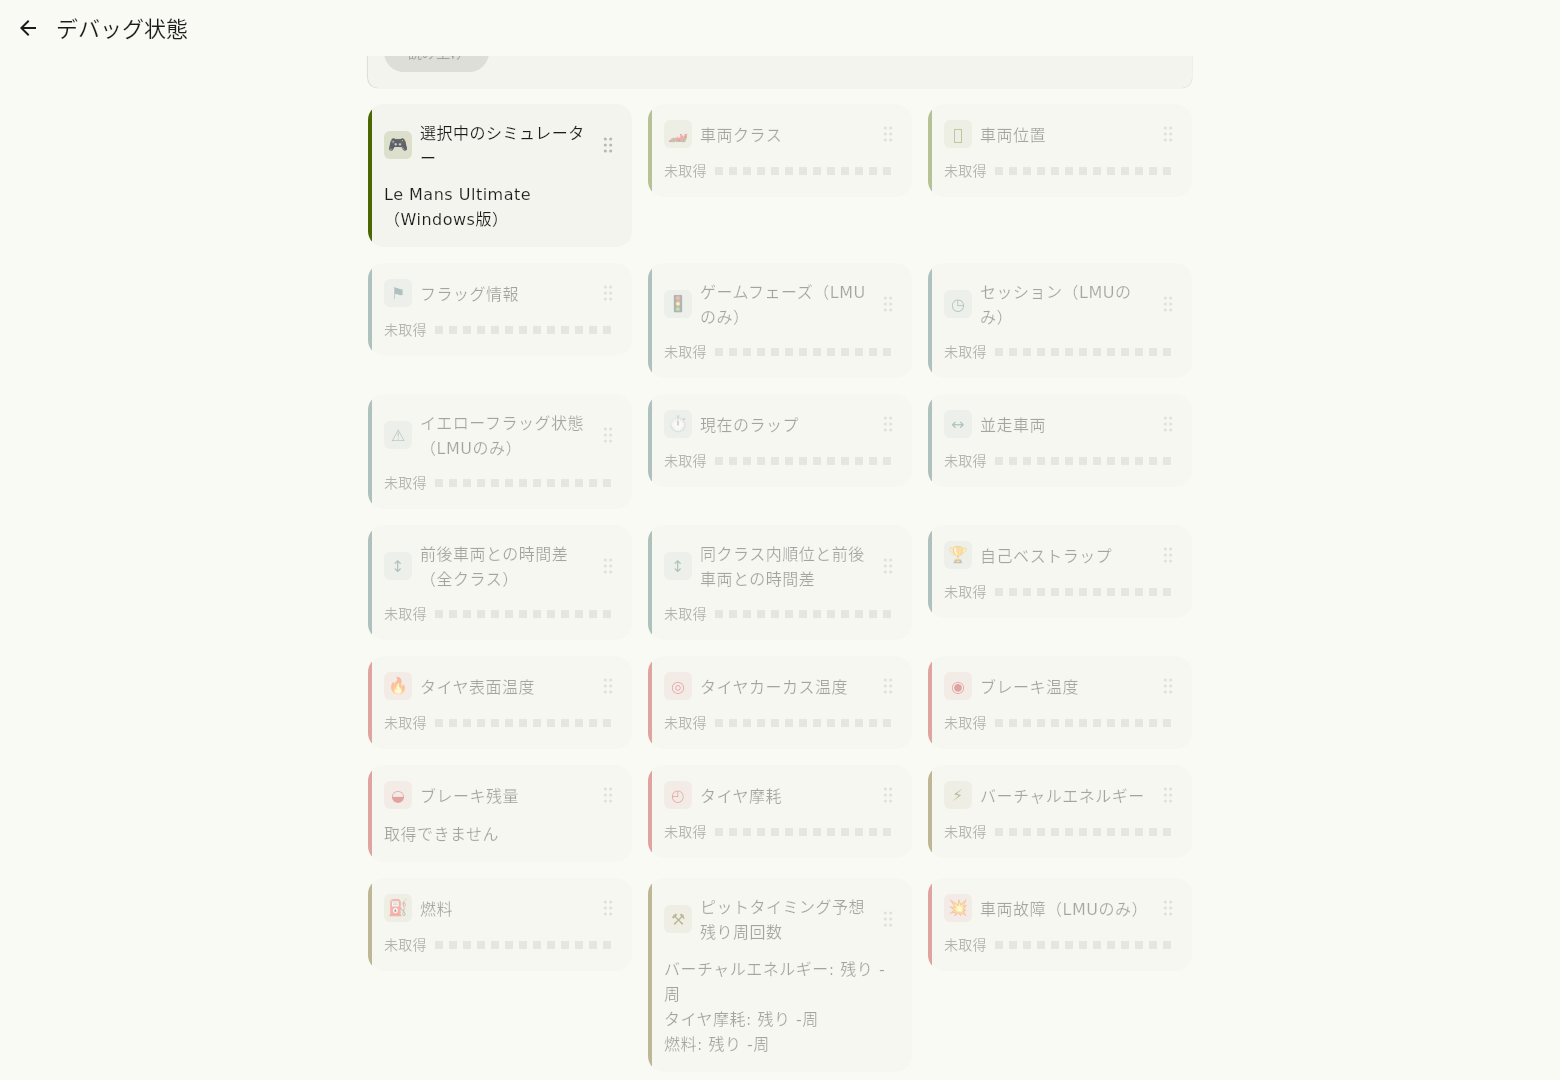 デバッグ状態
選択中のシミュレータ
ー
Le Mans Ultimate
（Windows版）
車両クラス
未取得
車両位置
未取得
フラッグ情報
未取得
ゲームフェーズ（LMU
のみ）
未取得
セッション（LMUの
み）
未取得
イエローフラッグ状態
（LMUのみ）
未取得
現在のラップ
未取得
並走車両
未取得
前後車両との時間差
（全クラス）
未取得
同クラス内順位と前後
車両との時間差
未取得
自己ベストラップ
未取得
タイヤ表面温度
未取得
タイヤカーカス温度
未取得
ブレーキ温度
未取得
ブレーキ残量
取得できません
タイヤ摩耗
未取得
バーチャルエネルギー
未取得
燃料
未取得
ピットタイミング予想
残り周回数
バーチャルエネルギー: 残り -
周
タイヤ摩耗: 残り -周
燃料: 残り -周
車両故障（LMUのみ）
未取得